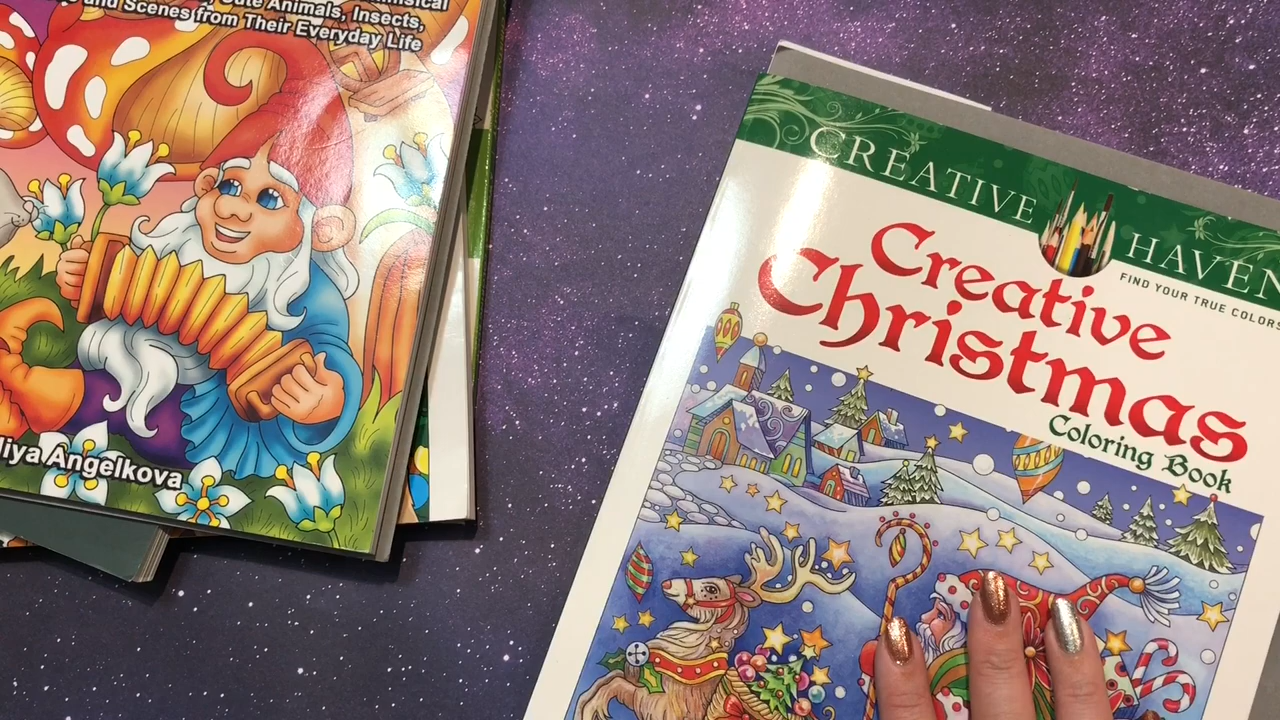 Cute Animals, Insects,
and Scenes from Their Everyday Life
Angelkova
CREATIVE HAVEN
FIND YOUR TRUE COLORS
Creative
Christmas
Coloring Book